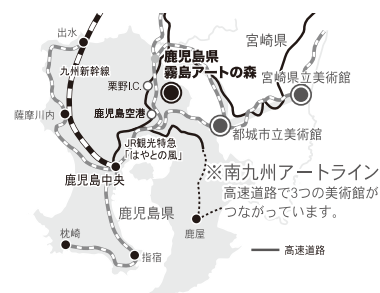 出水
宮崎県
鹿児島県
霧島アートの森
九州新幹線
栗野I.C.
宮崎県立美術館
薩摩川内
鹿児島空港
都城市立美術館
JR観光特急
「はやとの風」
鹿児島中央
※南九州アートライン
高速道路で3つの美術館が
つながっています。
鹿児島県
枕崎
鹿屋
指宿
高速道路